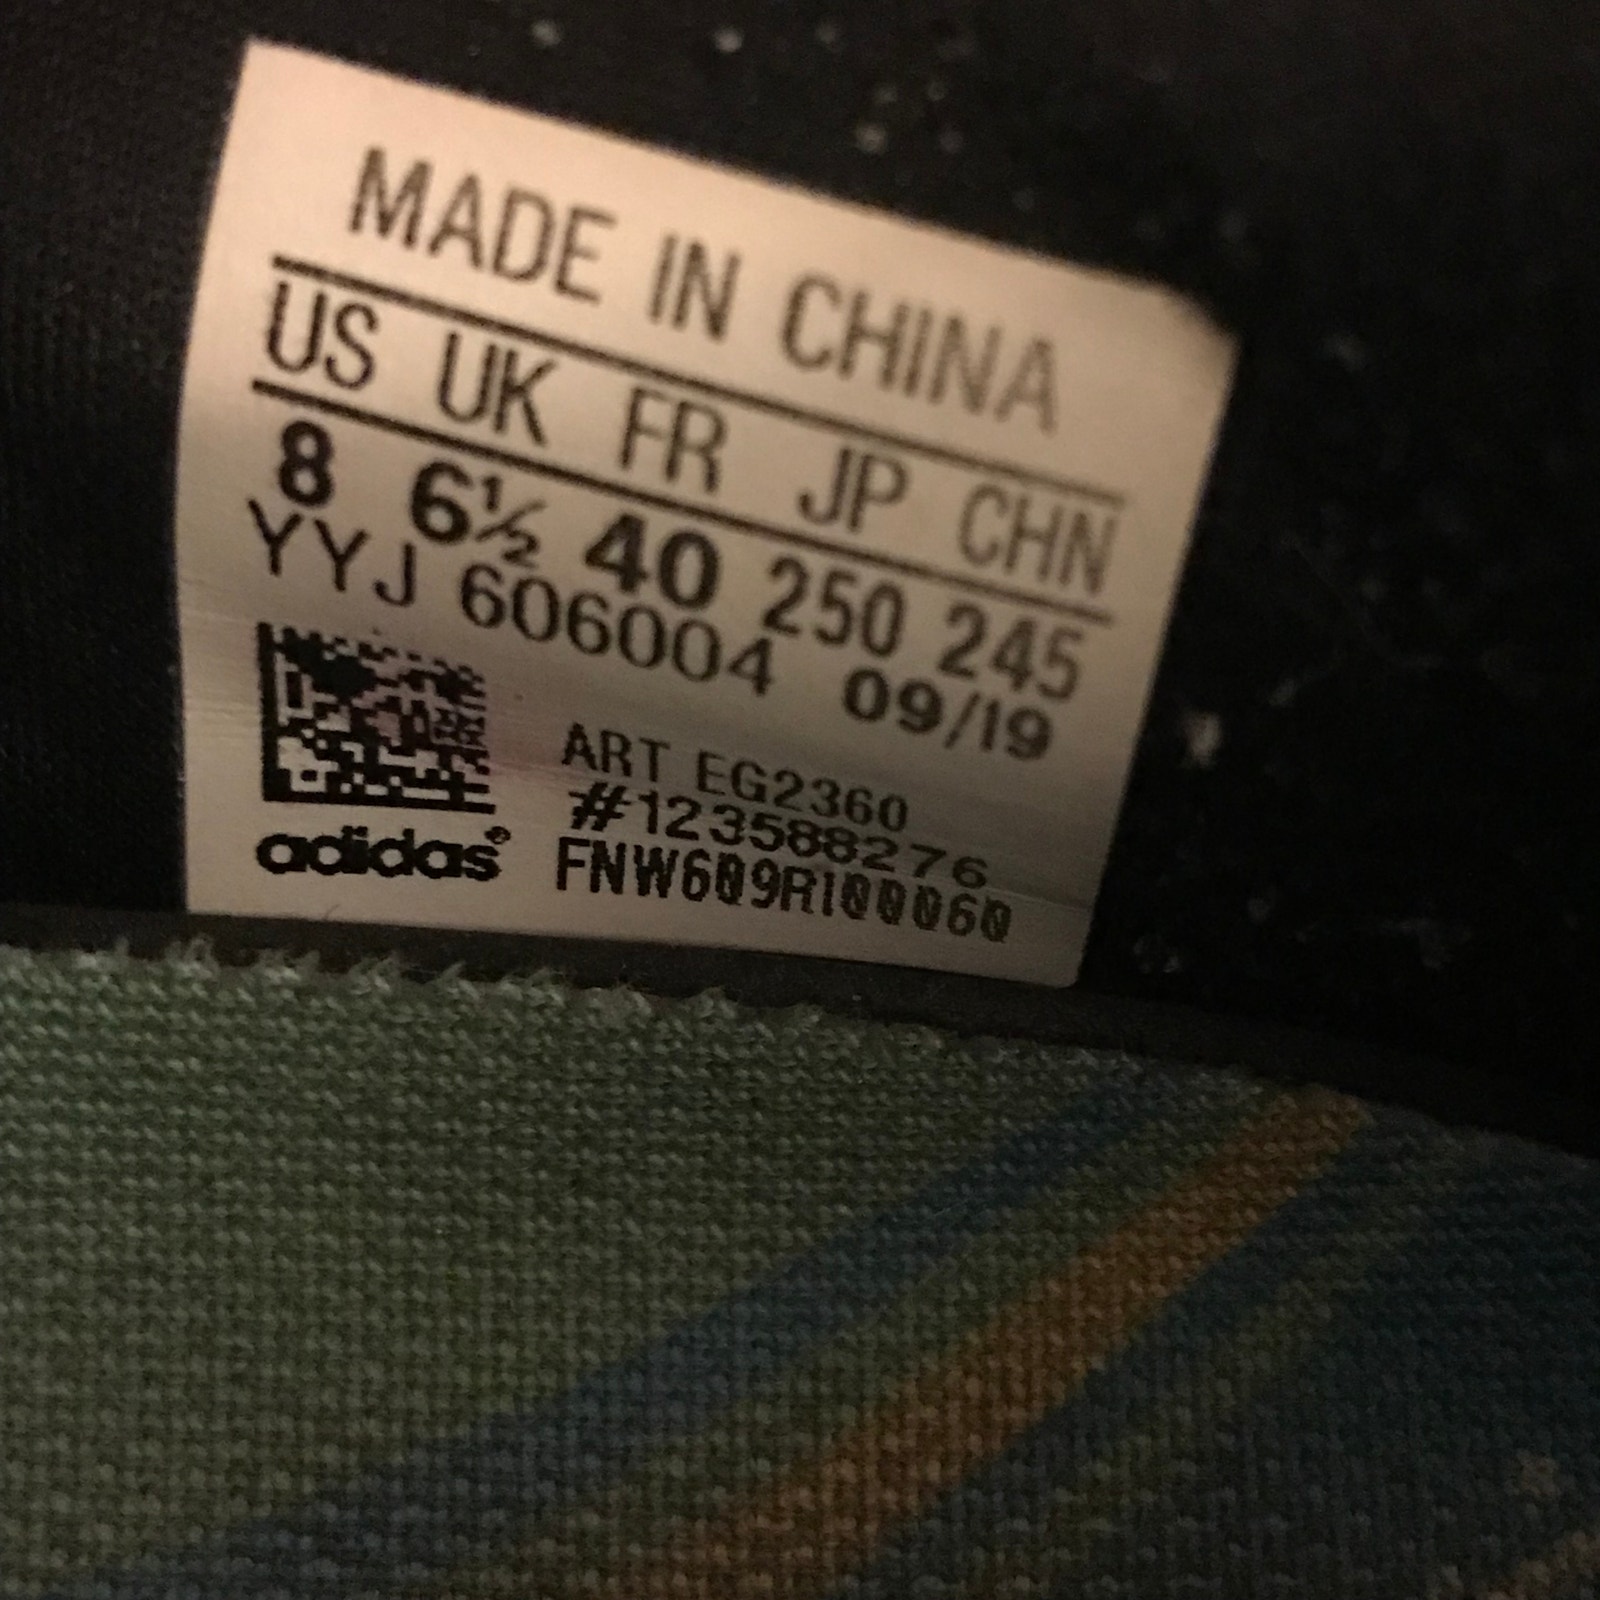 MADE IN CHINA
US UK FR JP CHN
8 6½ 40 250 245
YYJ 606004 09/19
ART EG2360
#123588276
adidas®
FNW609R100060